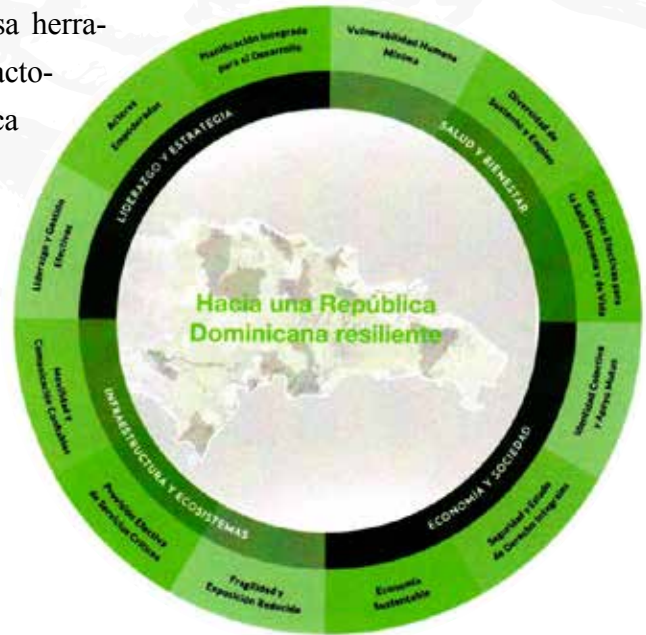 sa herra-
acto-
ca
Vulnerabilidad Humana
Mínima
Diversidad de
Sustento y Empleo
Garantías Efectivas para
la Salud Humana y de Vida
SALUD Y BIENESTAR
Identidad Colectiva
y Apoyo Mutuo
Seguridad y Estado
de Derecho Integrales
Economía
Sustentable
ECONOMÍA Y SOCIEDAD
Fragilidad y
Exposición Reducida
Provisión Efectiva
de Servicios Críticos
Movilidad y
Comunicación Confiables
INFRAESTRUCTURA Y ECOSISTEMAS
Liderazgo y Gestión
Efectivas
Actores
Empoderados
Planificación Integrada
para el Desarrollo
LIDERAZGO Y ESTRATEGIA
Hacia una República
Dominicana resiliente